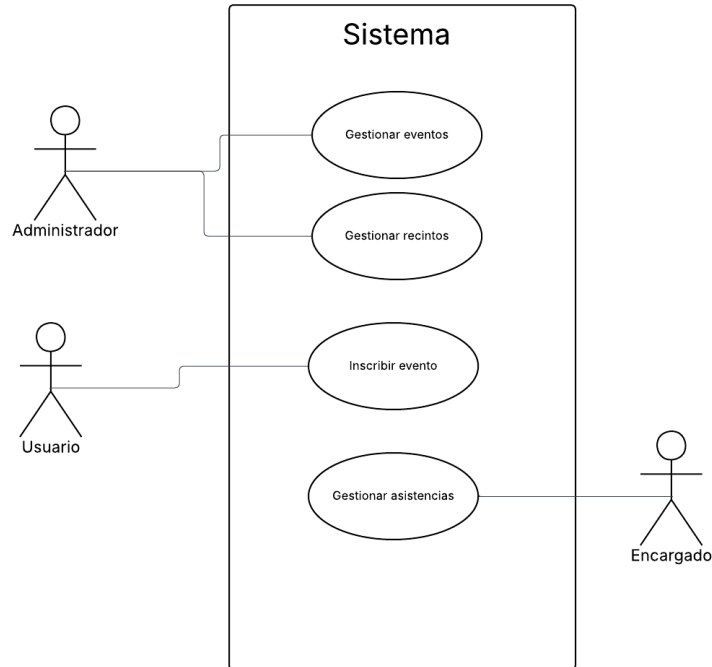 Sistema
Gestionar eventos
Gestionar recintos
Administrador
Inscribir evento
Usuario
Gestionar asistencias
Encargado